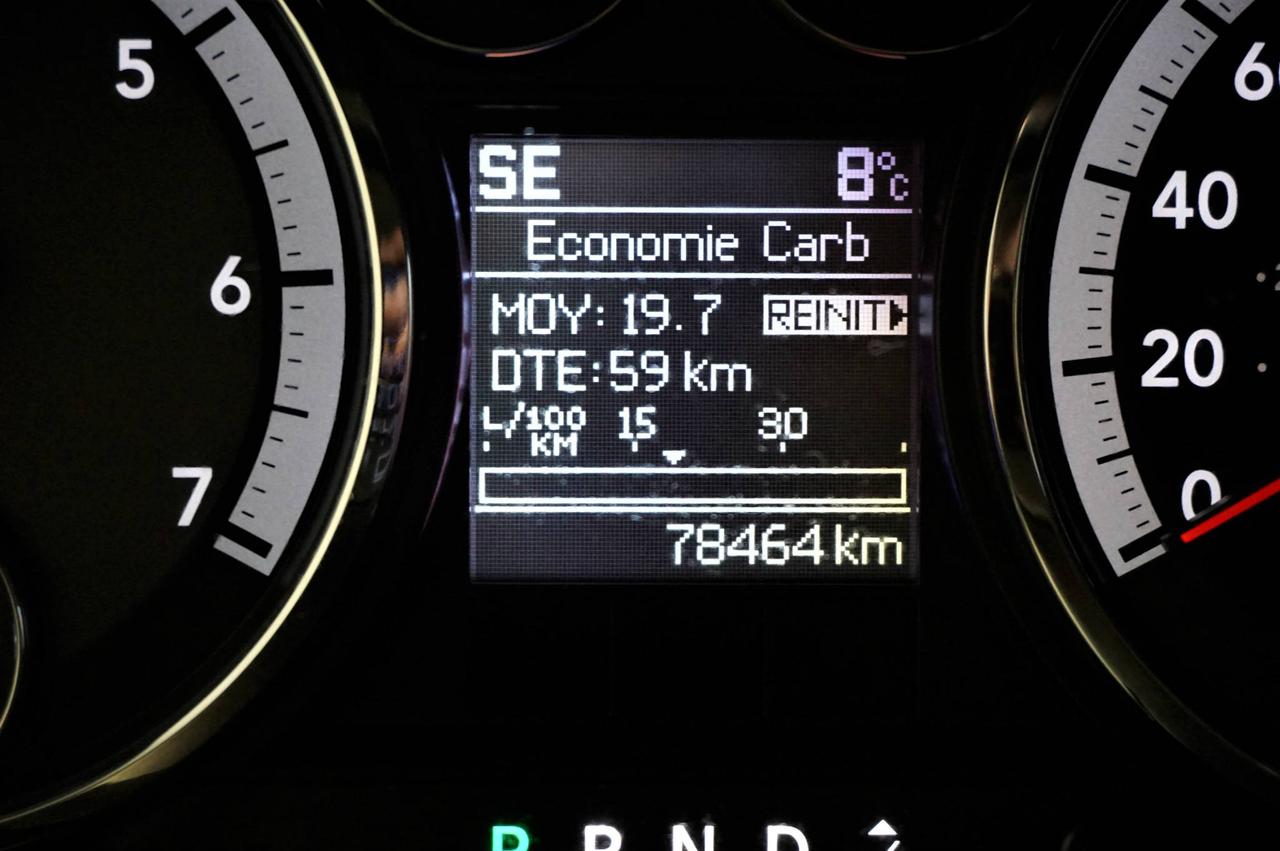 SE 8°C
Economie Carb
MOY: 19.7 REINIT
DTE: 59 km
L/100 KM 15 30
78464 km
5
6
7
60
40
20
0
P R N D